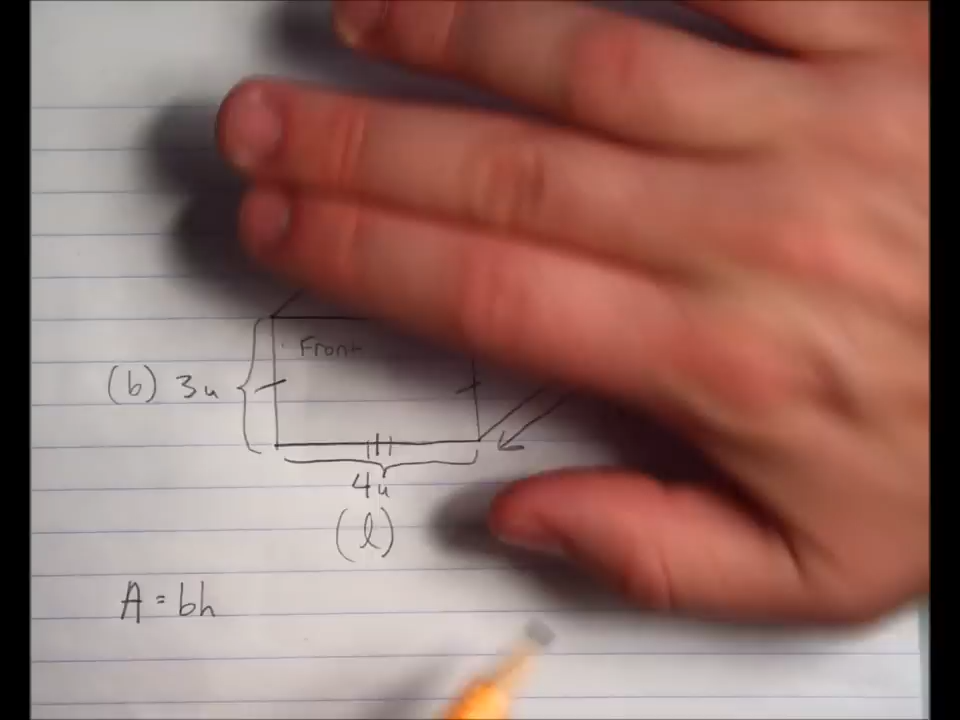 Front
(b) 3u
4u
(l)
A = bh